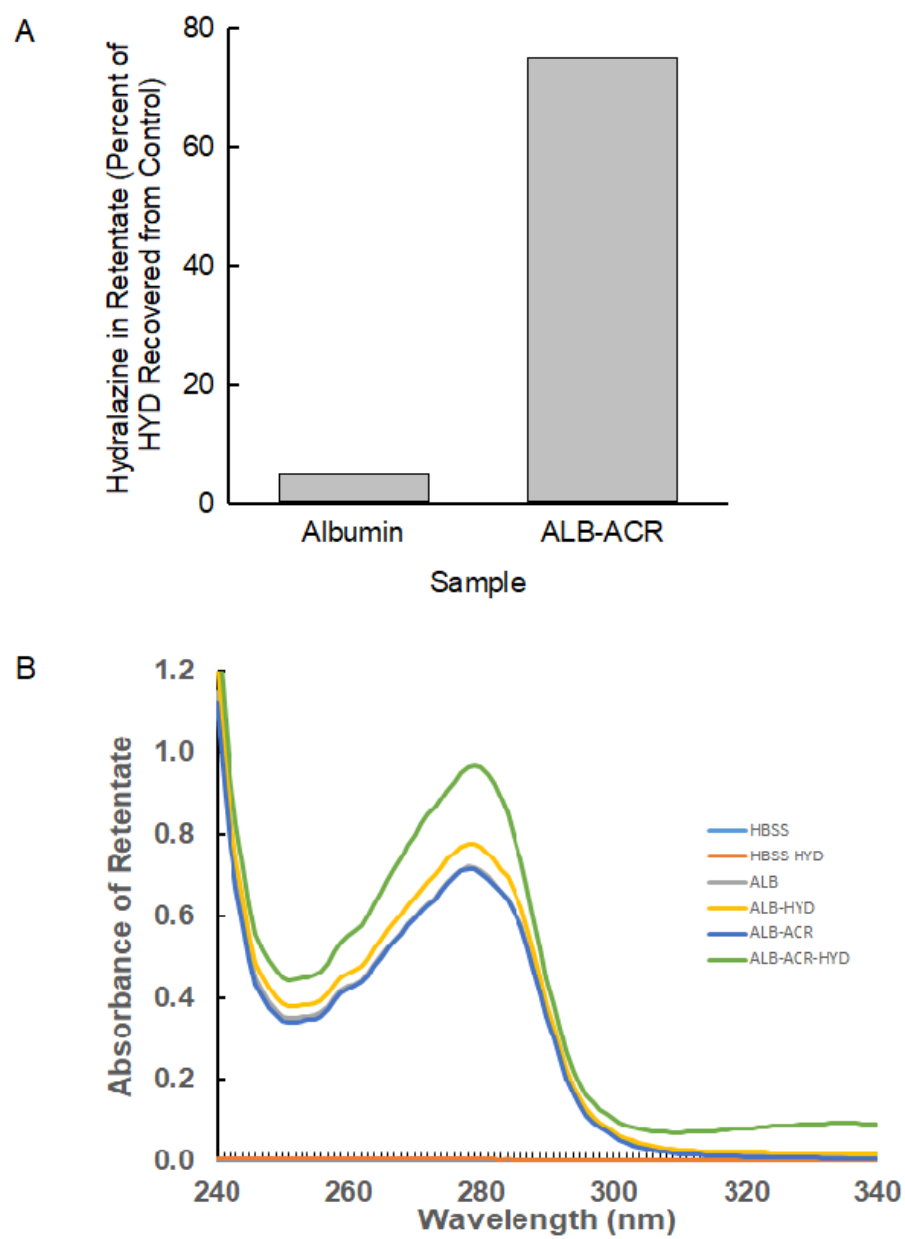 A
Hydralazine in Retentate (Percent of
HYD Recovered from Control)
80
60
40
20
0
Albumin
ALB-ACR
Sample
B
Absorbance of Retentate
1.2
1.0
0.8
0.6
0.4
0.2
0.0
240
260
280
300
320
340
Wavelength (nm)
HBSS
HBSS HYD
ALB
ALB-HYD
ALB-ACR
ALB-ACR-HYD